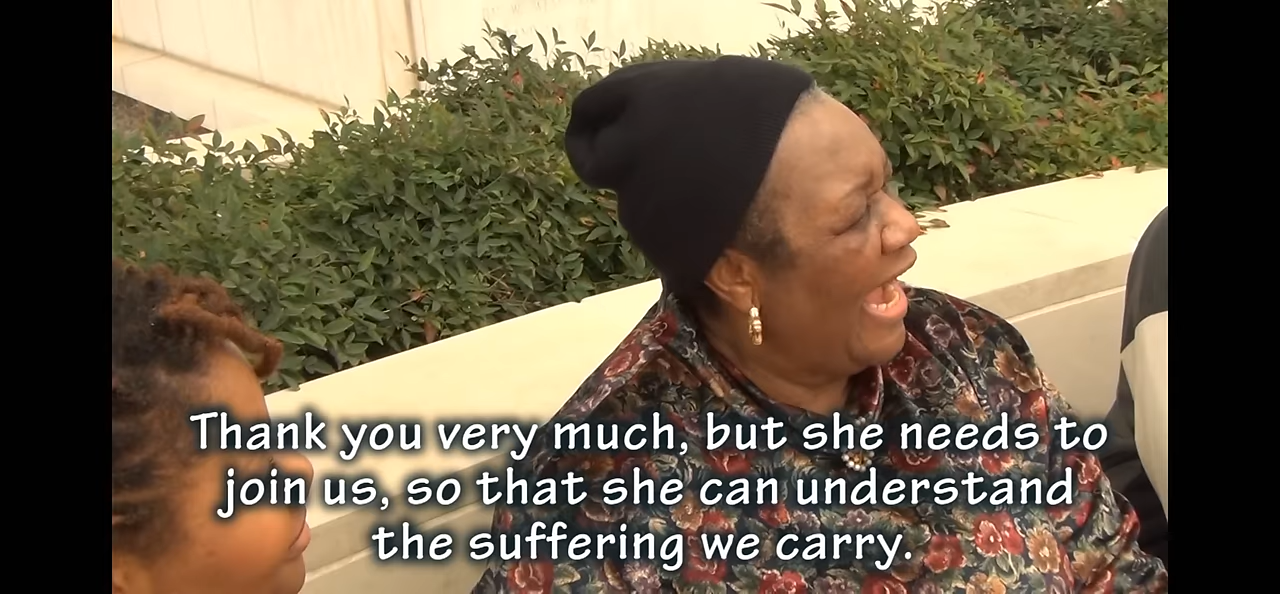 Thank you very much, but she needs to
join us, so that she can understand
the suffering we carry.